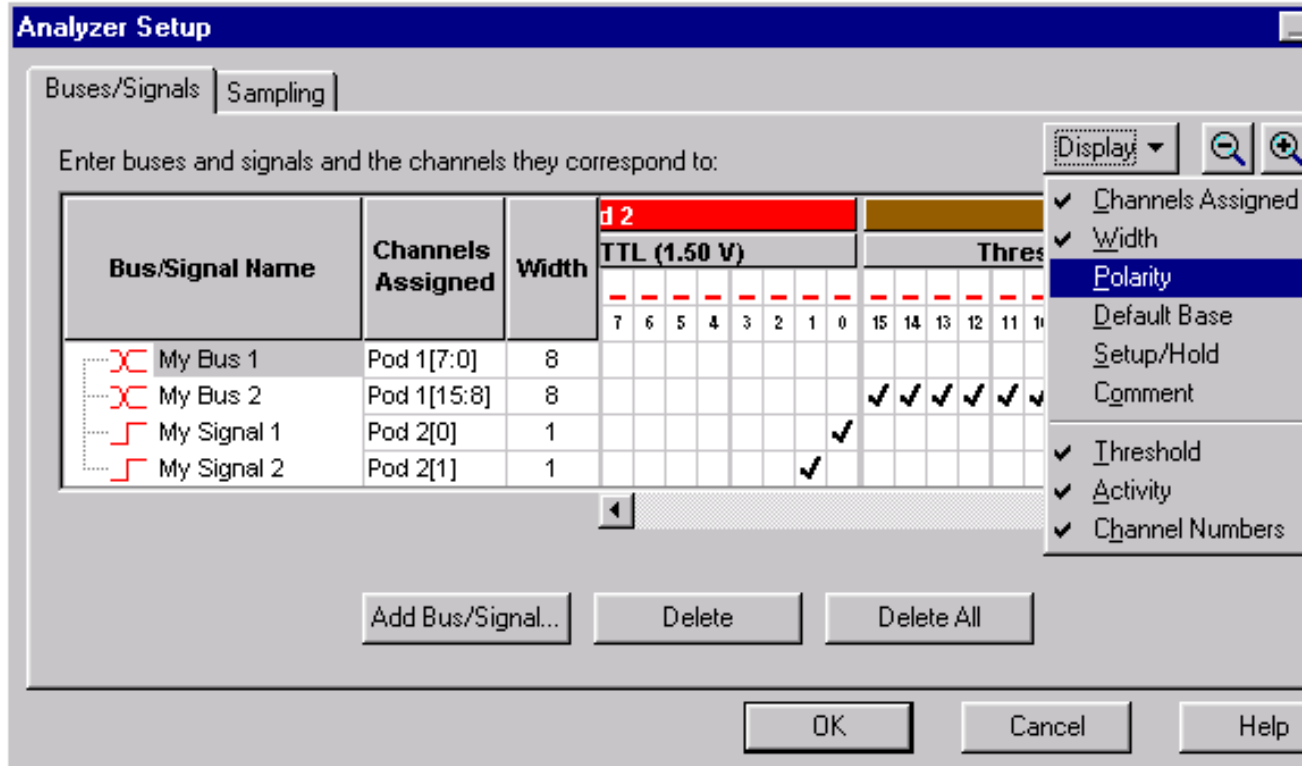 Analyzer Setup
Buses/Signals Sampling
Enter buses and signals and the channels they correspond to:
Display
Bus/Signal Name Channels Assigned Width
d 2
TTL (1.50 V) Thres
7 6 5 4 3 2 1 0 15 14 13 12 11
My Bus 1 Pod 1[7:0] 8
My Bus 2 Pod 1[15:8] 8
My Signal 1 Pod 2[0] 1
My Signal 2 Pod 2[1] 1
Channels Assigned
Width
Polarity
Default Base
Setup/Hold
Comment
Threshold
Activity
Channel Numbers
Add Bus/Signal... Delete Delete All
OK Cancel Help